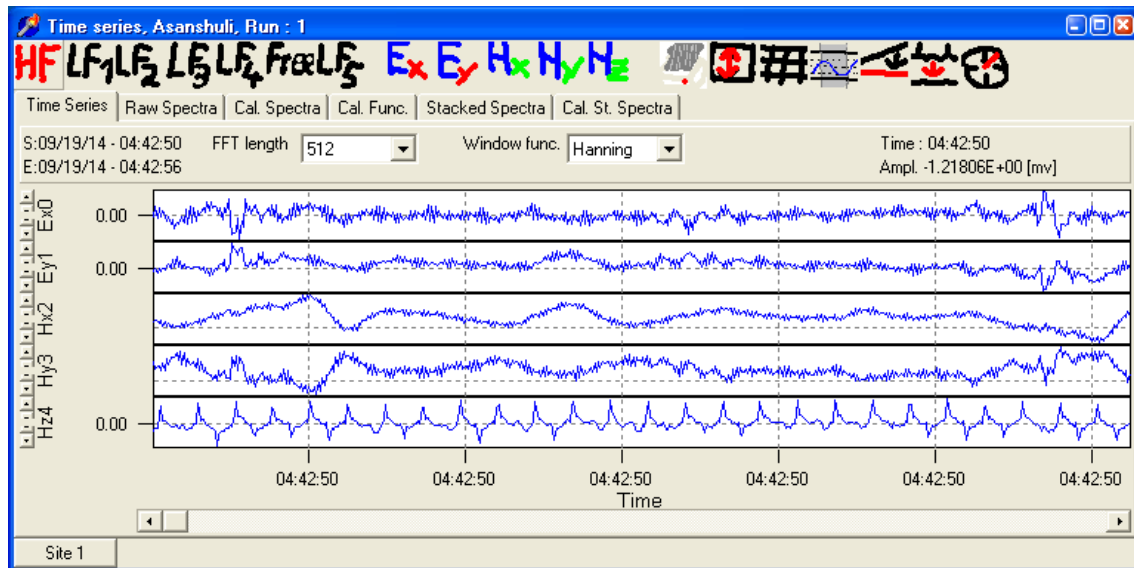 Time series, Asanshuli, Run : 1
HF LF1 LF2 LF3 LF4 Free LF5 Ex Ey Hx Hy Hz
Time Series Raw Spectra Cal. Spectra Cal. Func. Stacked Spectra Cal. St. Spectra
S:09/19/14 - 04:42:50 FFT length 512 Window func. Hanning Time : 04:42:50
E:09/19/14 - 04:42:56 Ampl. -1.21806E+00 [mv]
Ex0 0.00
Ey1 0.00
Hx2
Hy3
Hz4 0.00
04:42:50 04:42:50 04:42:50 04:42:50 04:42:50 04:42:50
Time
Site 1